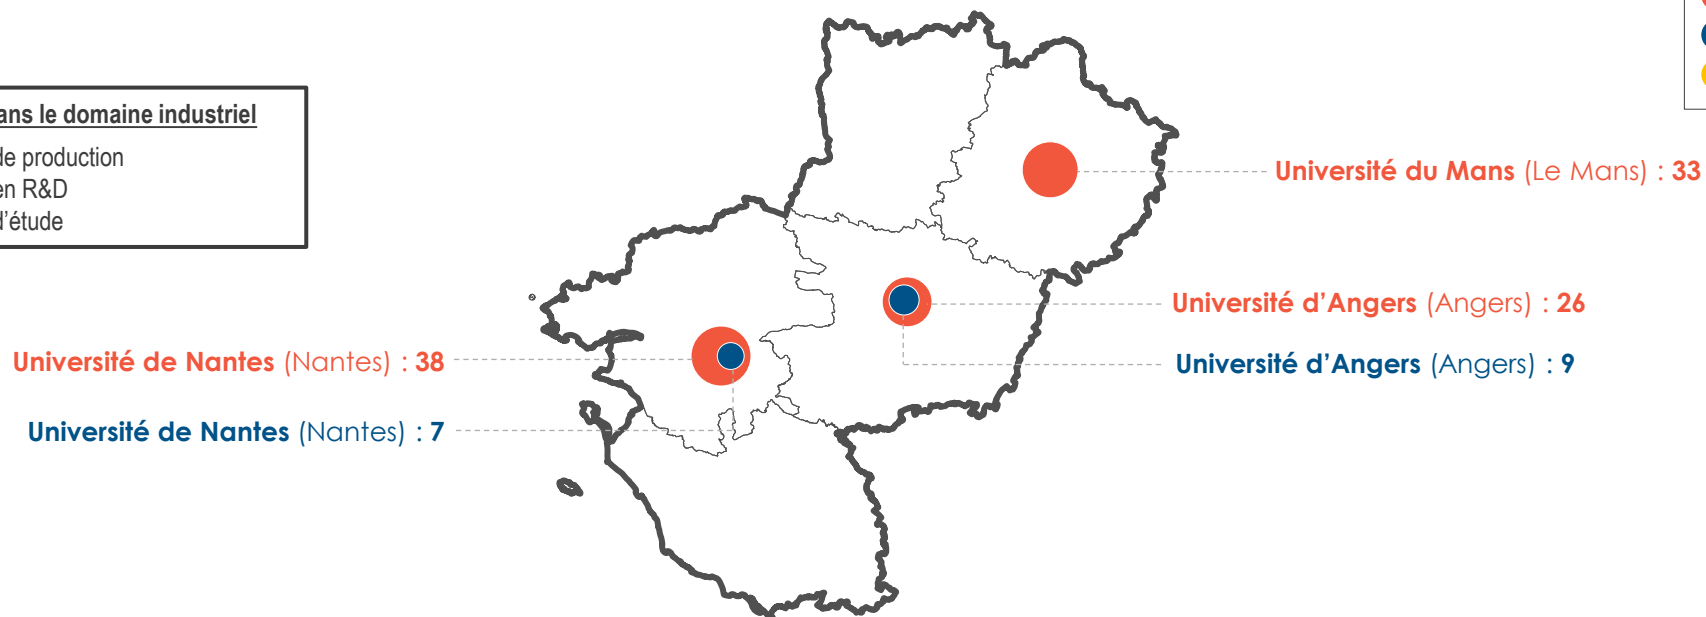 ans le domaine industriel
de production
en R&D
d'étude
Université du Mans (Le Mans) : 33
Université d'Angers (Angers) : 26
Université de Nantes (Nantes) : 38
Université d'Angers (Angers) : 9
Université de Nantes (Nantes) : 7